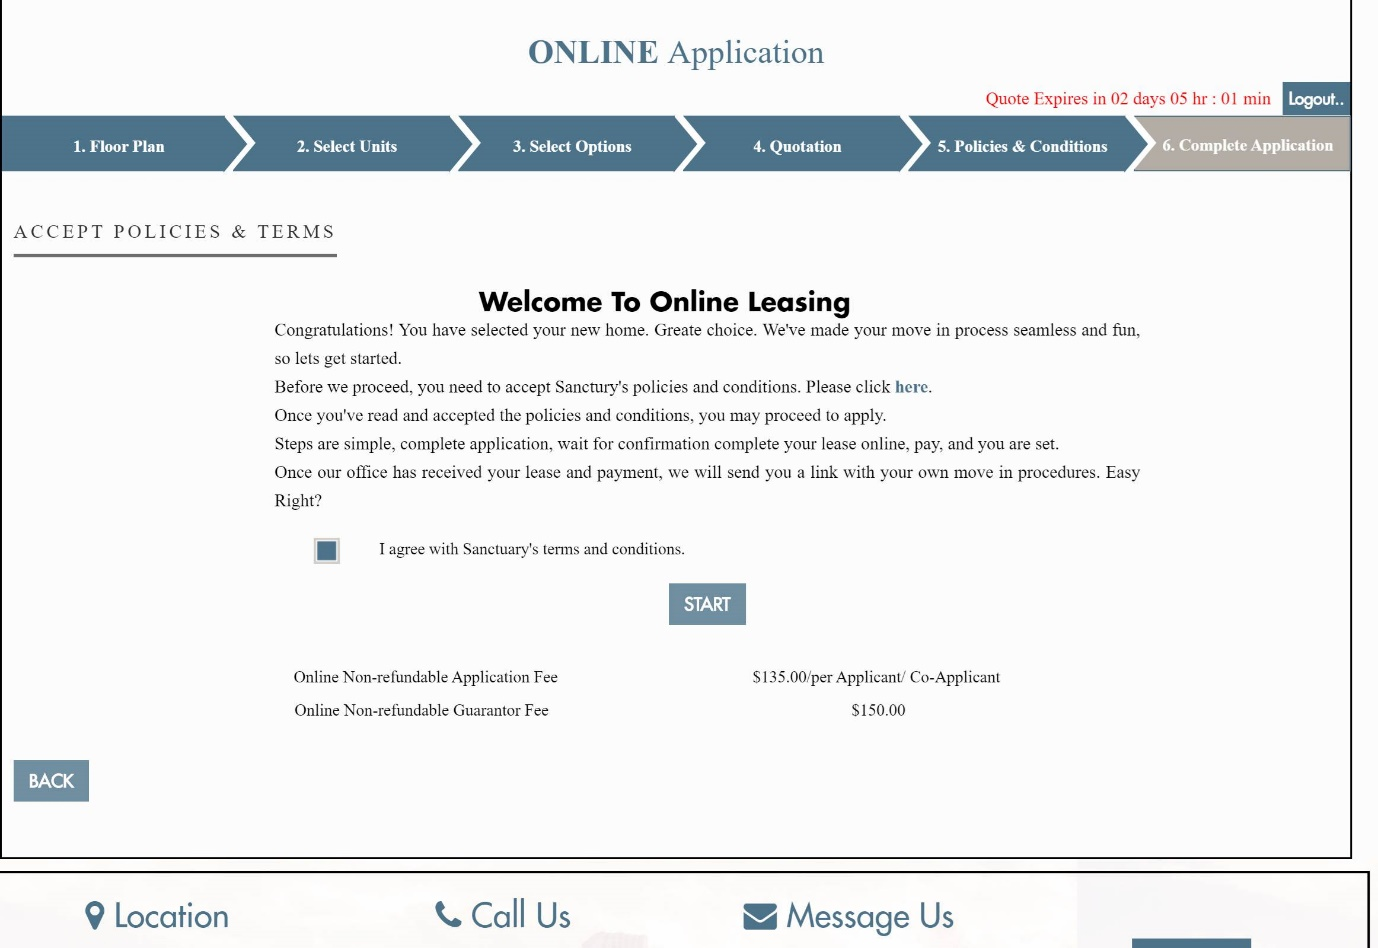 ONLINE Application
Quote Expires in 02 days 05 hr : 01 min
Logout..
1. Floor Plan
2. Select Units
3. Select Options
4. Quotation
5. Policies & Conditions
6. Complete Application
ACCEPT POLICIES & TERMS
Welcome To Online Leasing
Congratulations! You have selected your new home. Greate choice. We've made your move in process seamless and fun,
so lets get started.
Before we proceed, you need to accept Sanctury's policies and conditions. Please click here.
Once you've read and accepted the policies and conditions, you may proceed to apply.
Steps are simple, complete application, wait for confirmation complete your lease online, pay, and you are set.
Once our office has received your lease and payment, we will send you a link with your own move in procedures. Easy
Right?
I agree with Sanctuary's terms and conditions.
START
Online Non-refundable Application Fee
$135.00/per Applicant/ Co-Applicant
Online Non-refundable Guarantor Fee
$150.00
BACK
Location
Call Us
Message Us